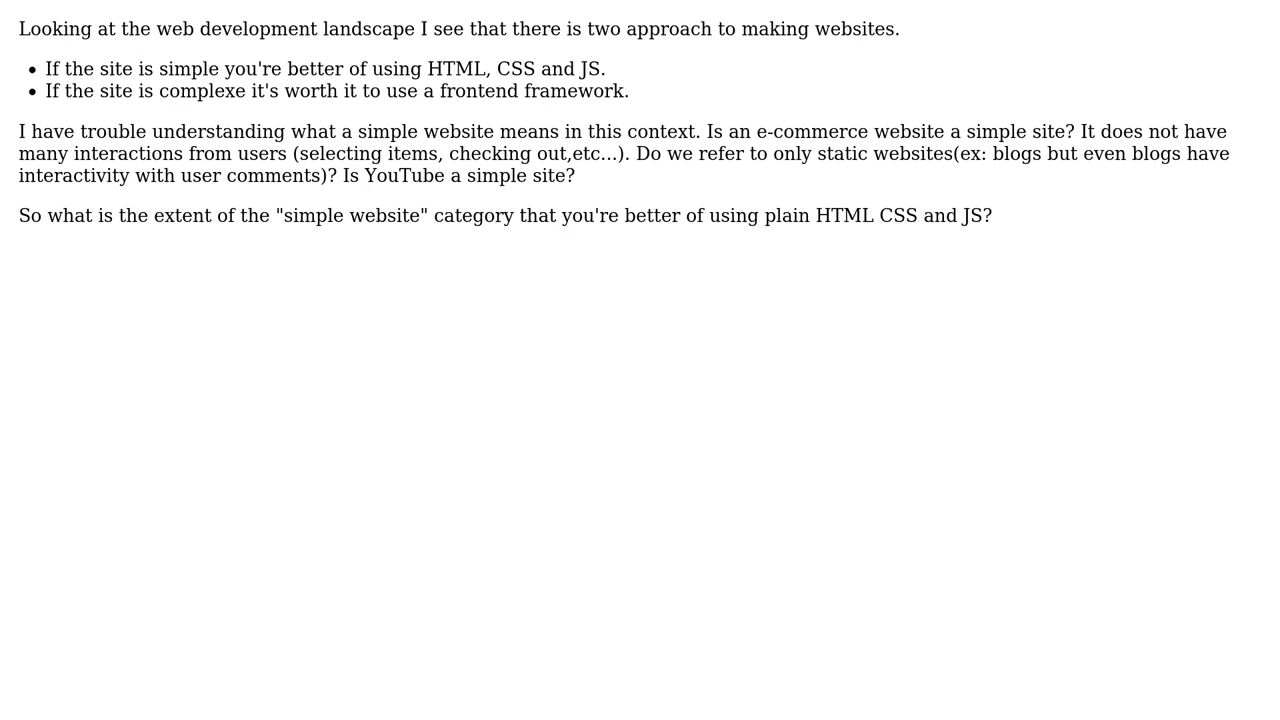 Looking at the web development landscape I see that there is two approach to making websites.
• If the site is simple you're better of using HTML, CSS and JS.
• If the site is complexe it's worth it to use a frontend framework.
I have trouble understanding what a simple website means in this context. Is an e-commerce website a simple site? It does not have
many interactions from users (selecting items, checking out,etc...). Do we refer to only static websites(ex: blogs but even blogs have
interactivity with user comments)? Is YouTube a simple site?
So what is the extent of the "simple website" category that you're better of using plain HTML CSS and JS?